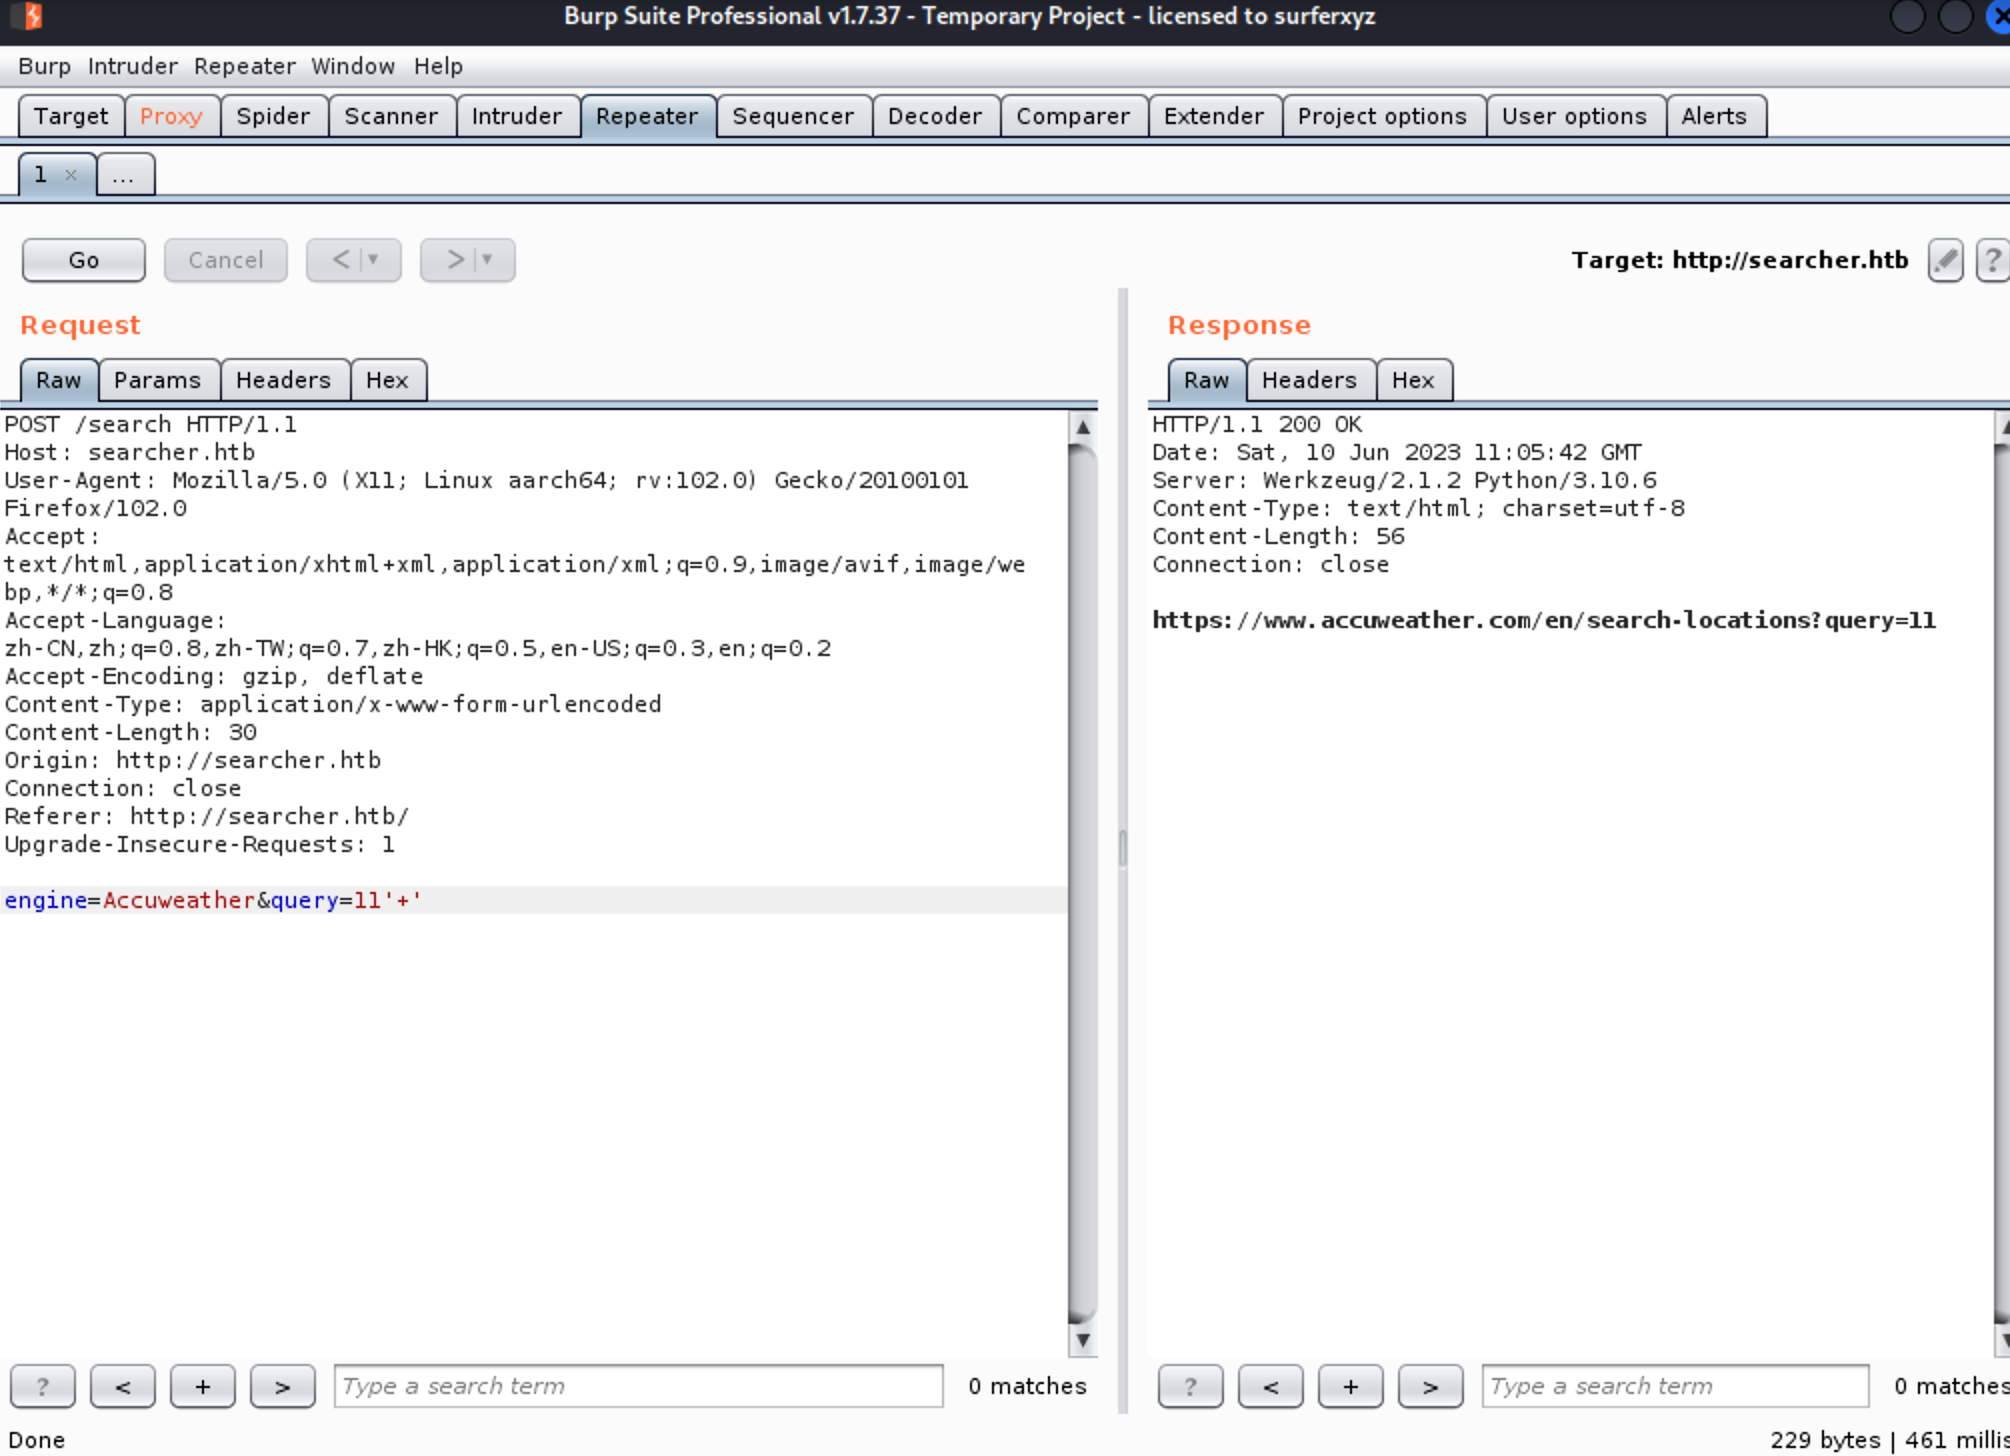 Burp Suite Professional v1.7.37 - Temporary Project - licensed to surferxyz
Burp Intruder Repeater Window Help
Target Proxy Spider Scanner Intruder Repeater Sequencer Decoder Comparer Extender Project options User options Alerts
1 × ...
Go Cancel < > Target: http://searcher.htb ?
Request
Raw Params Headers Hex
POST /search HTTP/1.1
Host: searcher.htb
User-Agent: Mozilla/5.0 (X11; Linux aarch64; rv:102.0) Gecko/20100101
Firefox/102.0
Accept:
text/html,application/xhtml+xml,application/xml;q=0.9,image/avif,image/we
bp,*/*;q=0.8
Accept-Language:
zh-CN,zh;q=0.8,zh-TW;q=0.7,zh-HK;q=0.5,en-US;q=0.3,en;q=0.2
Accept-Encoding: gzip, deflate
Content-Type: application/x-www-form-urlencoded
Content-Length: 30
Origin: http://searcher.htb
Connection: close
Referer: http://searcher.htb/
Upgrade-Insecure-Requests: 1
engine=Accuweather&query=11'+'
? < + > Type a search term 0 matches
Response
Raw Headers Hex
HTTP/1.1 200 OK
Date: Sat, 10 Jun 2023 11:05:42 GMT
Server: Werkzeug/2.1.2 Python/3.10.6
Content-Type: text/html; charset=utf-8
Content-Length: 56
Connection: close
https://www.accuweather.com/en/search-locations?query=11
? < + > Type a search term 0 matches
Done 229 bytes | 461 millis